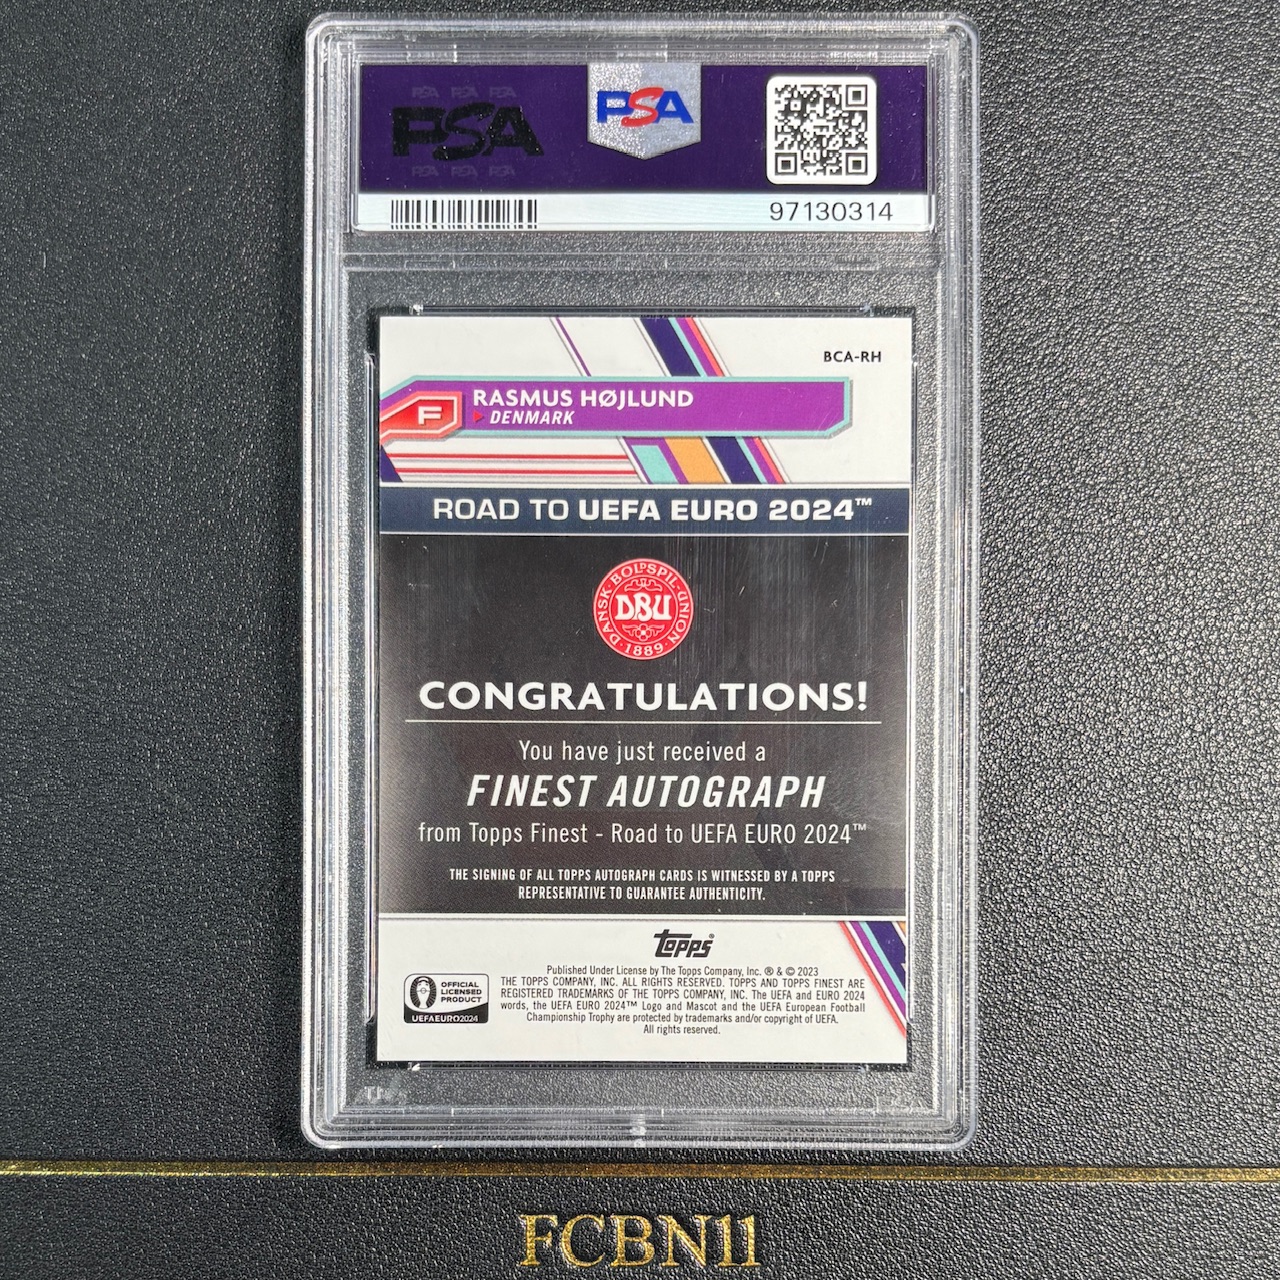 PSA PSA PSA
PSA
PSA PSA PSA
PSA
97130314
BCA-RH
F
RASMUS HØJLUND
DENMARK
ROAD TO UEFA EURO 2024™
DANSK·BOLDSPIL·UNION
DBU
·1889·
CONGRATULATIONS!
You have just received a
FINEST AUTOGRAPH
from Topps Finest - Road to UEFA EURO 2024™
THE SIGNING OF ALL TOPPS AUTOGRAPH CARDS IS WITNESSED BY A TOPPS
REPRESENTATIVE TO GUARANTEE AUTHENTICITY.
topps®
OFFICIAL
LICENSED
PRODUCT
UEFAEURO2024
Published Under License by The Topps Company, Inc. ® & © 2023
THE TOPPS COMPANY, INC. ALL RIGHTS RESERVED. TOPPS AND TOPPS FINEST ARE
REGISTERED TRADEMARKS OF THE TOPPS COMPANY, INC. The UEFA and EURO 2024
words, the UEFA EURO 2024™ Logo and Mascot and the UEFA European Football
Championship Trophy are protected by trademarks and/or copyright of UEFA.
All rights reserved.
FCBN11